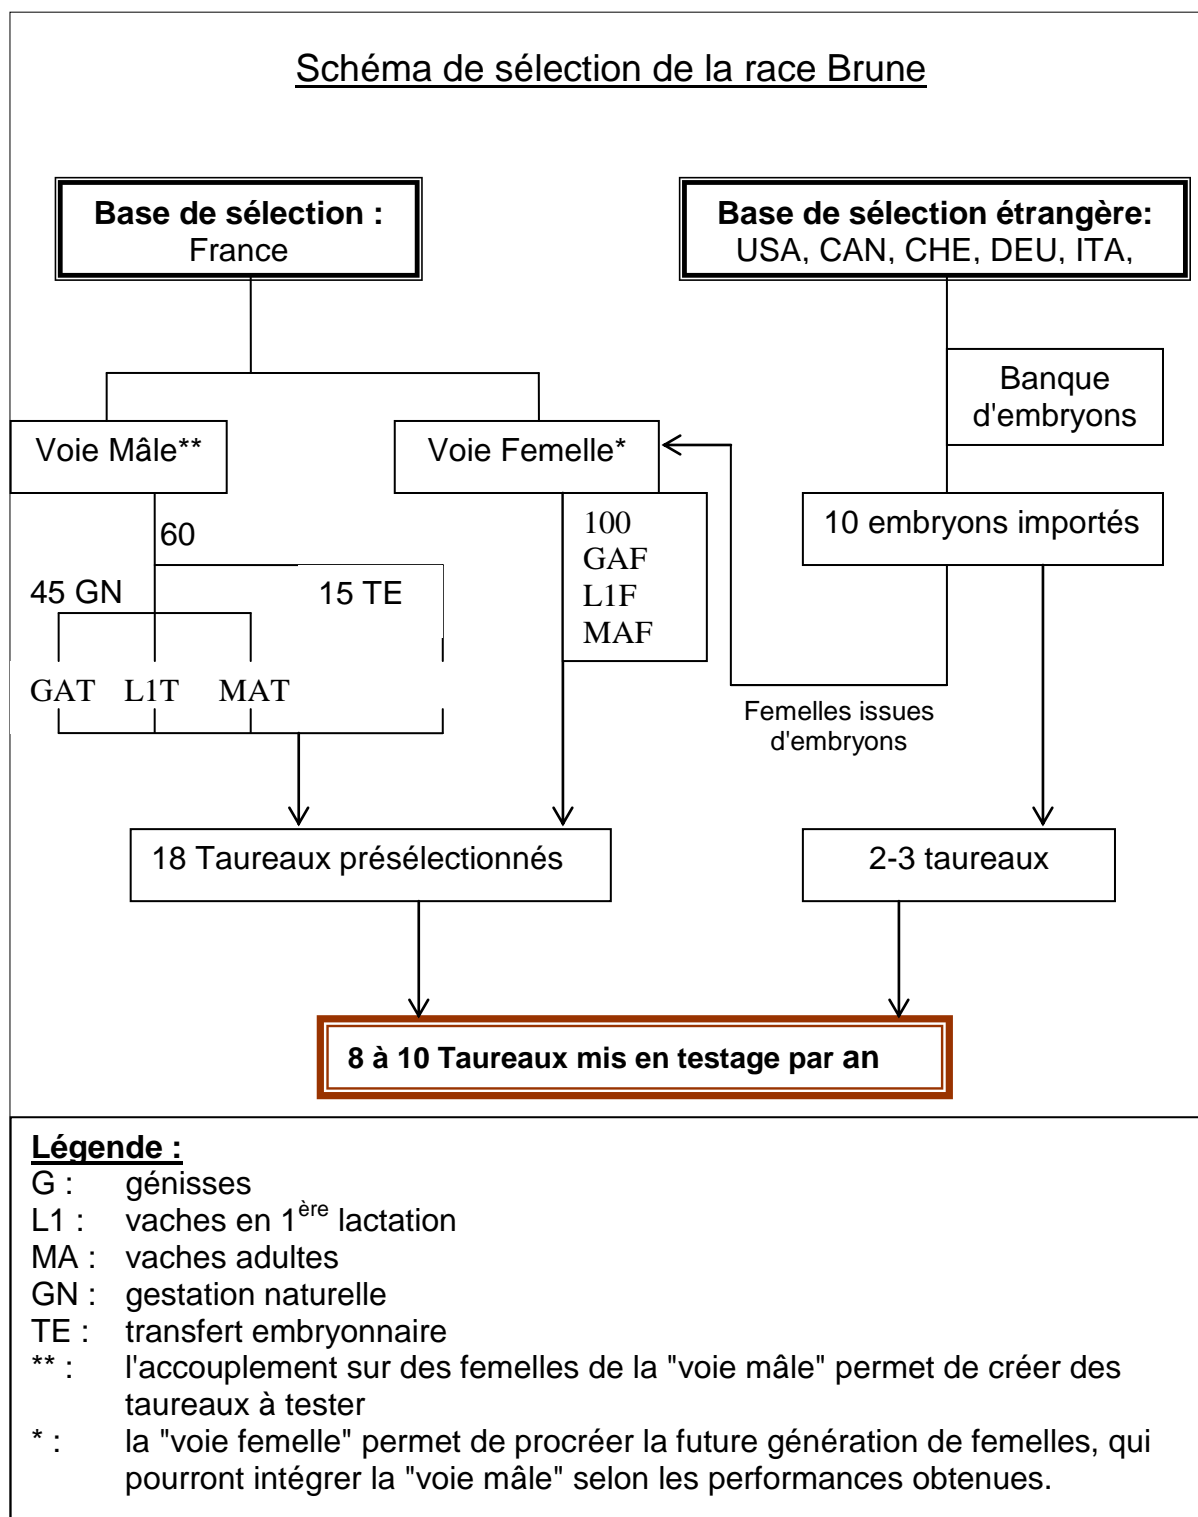 Schéma de sélection de la race Brune
Base de sélection :
France
Base de sélection étrangère:
USA, CAN, CHE, DEU, ITA,
Banque
d'embryons
Voie Mâle**
Voie Femelle*
10 embryons importés
60
45 GN
15 TE
100
GAF
L1F
MAF
GAT
L1T
MAT
Femelles issues
d'embryons
18 Taureaux présélectionnés
2-3 taureaux
8 à 10 Taureaux mis en testage par an
Légende :
G : génisses
L1 : vaches en 1ère lactation
MA : vaches adultes
GN : gestation naturelle
TE : transfert embryonnaire
** : l'accouplement sur des femelles de la "voie mâle" permet de créer des
taureaux à tester
* : la "voie femelle" permet de procréer la future génération de femelles, qui
pourront intégrer la "voie mâle" selon les performances obtenues.